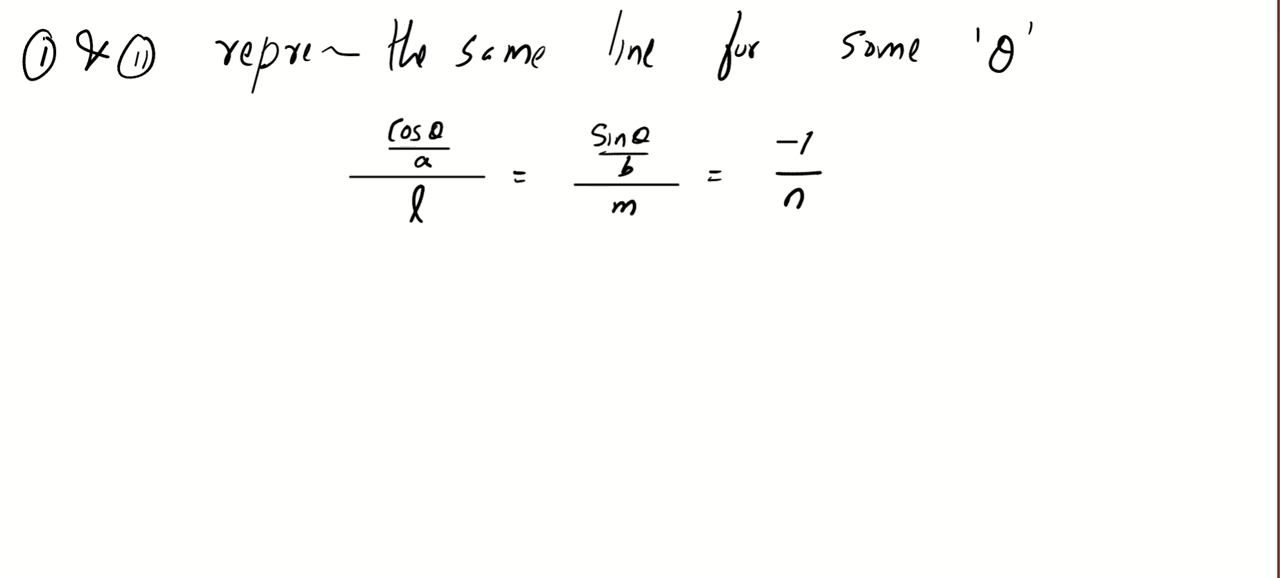 ① & ⑪ repre~ the same line for some 'θ'
(cos θ / a) / l = (sin θ / b) / m = -1 / n